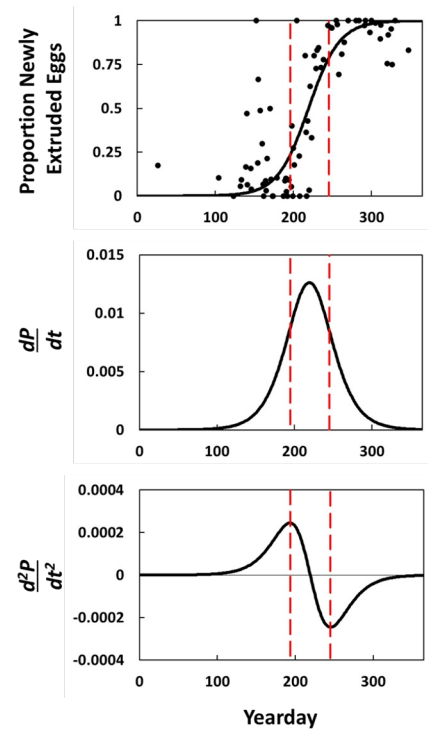 Proportion Newly
Extruded Eggs
1
0.75
0.5
0.25
0
0 100 200 300
dP
dt
0.015
0.01
0.005
0
0 100 200 300
d²P
dt²
0.0004
0.0002
0
-0.0002
-0.0004
0 100 200 300
Yearday